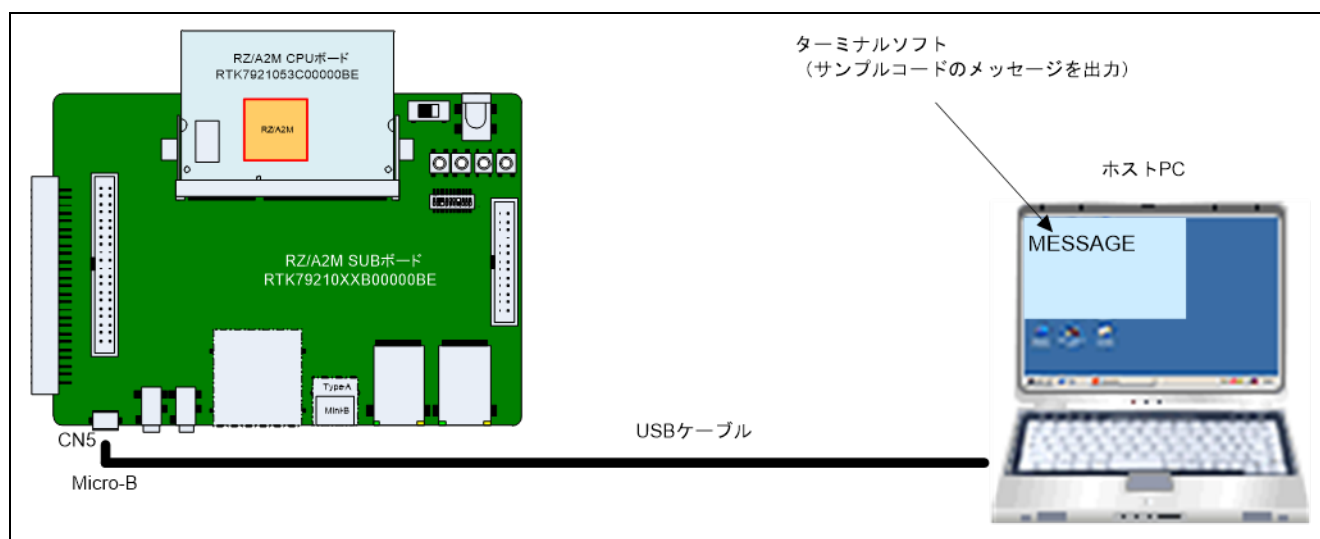 RZ/A2M CPUボード
RTK7921053C00000BE
RZ/A2M
RZ/A2M SUBボード
RTK79210XXB00000BE
Type-A
Mini-B
CN5
Micro-B
USBケーブル
ターミナルソフト
（サンプルコードのメッセージを出力）
ホストPC
MESSAGE